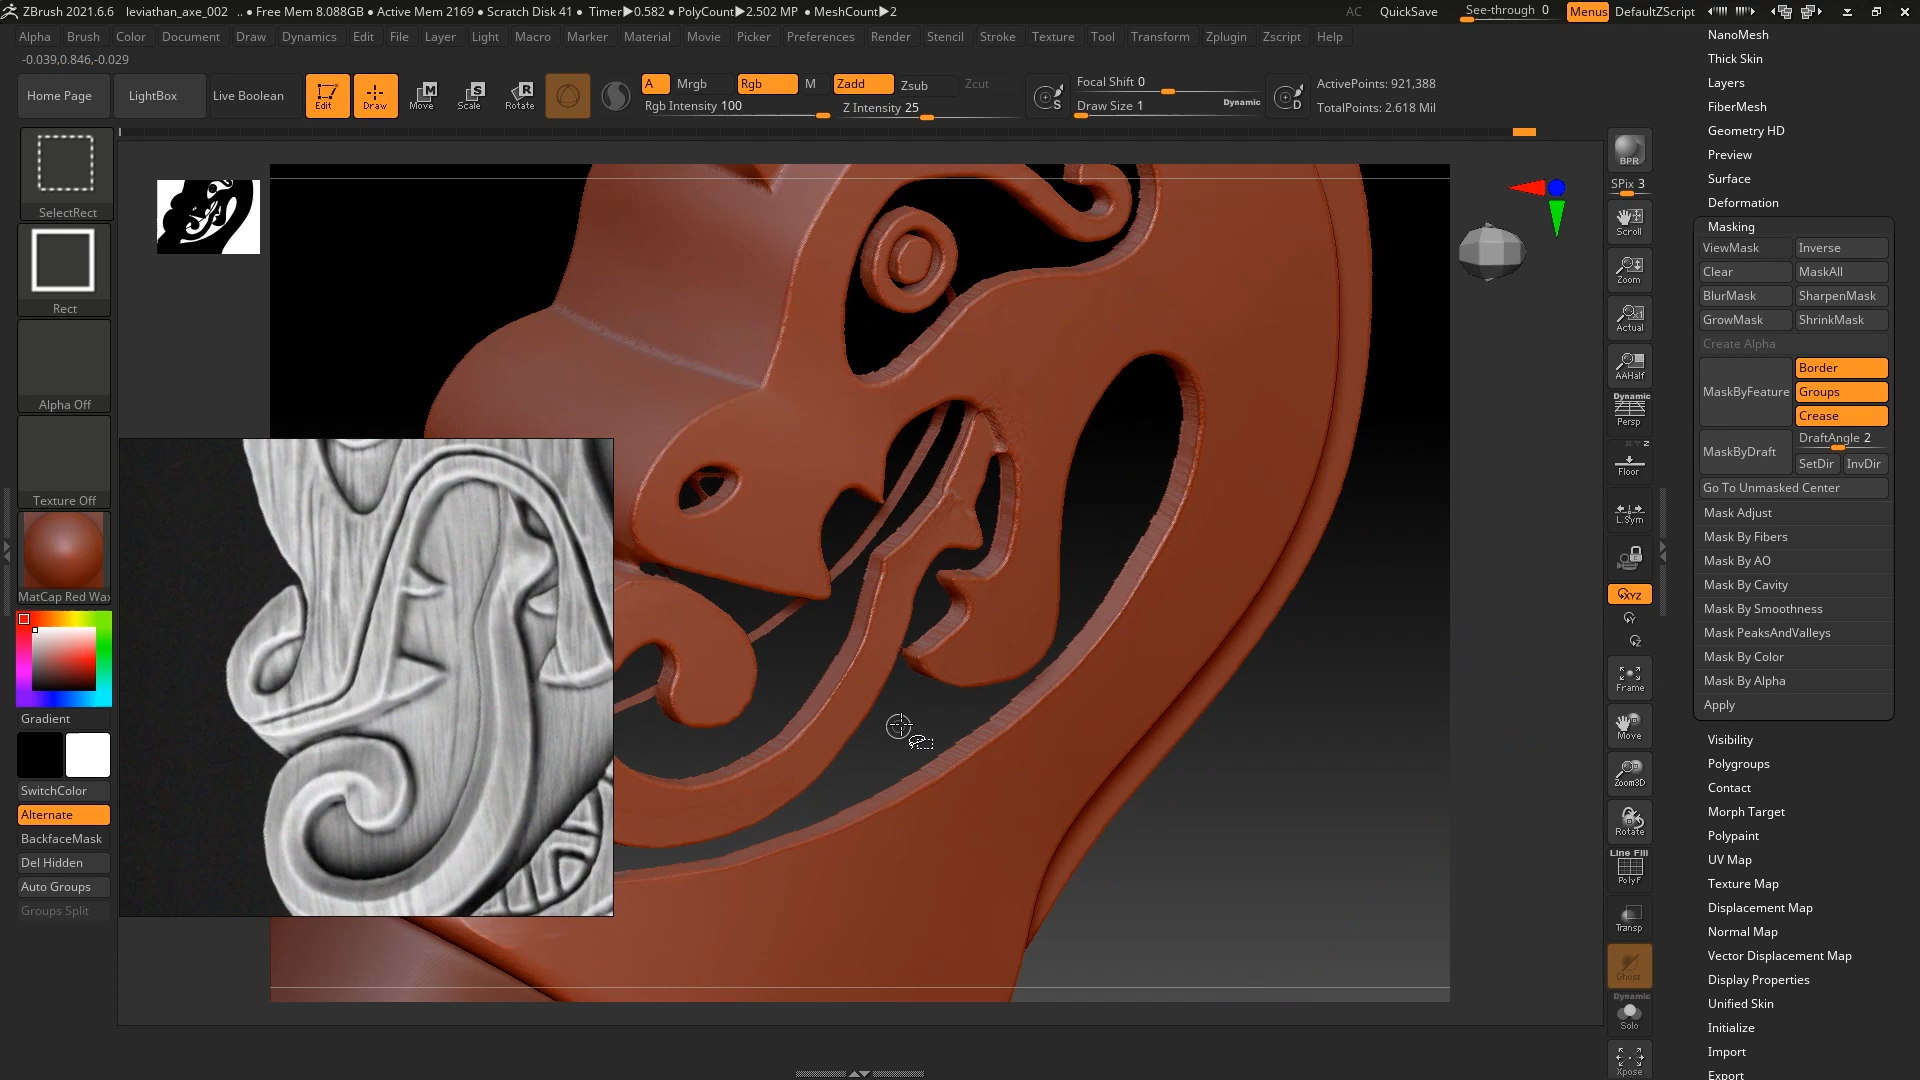 ZBrush 2021.6.6 leviathan_axe_002 .. • Free Mem 8.088GB • Active Mem 2169 • Scratch Disk 41 • Timer▶0.582 • PolyCount▶2.502 MP • MeshCount▶2 AC QuickSave See-through 0 Menus DefaultZScript
Alpha Brush Color Document Draw Dynamics Edit File Layer Light Macro Marker Material Movie Picker Preferences Render Stencil Stroke Texture Tool Transform Zplugin Zscript Help
-0.039,0.846,-0.029
Home Page LightBox Live Boolean Edit Draw Move Scale Rotate
A Mrgb Rgb M Zadd Zsub Zcut
Rgb Intensity 100 Z Intensity 25
Focal Shift 0
Draw Size 1 Dynamic
ActivePoints: 921,388
TotalPoints: 2.618 Mil
SelectRect
Rect
Alpha Off
Texture Off
MatCap Red Wax
Gradient
SwitchColor
Alternate
BackfaceMask
Del Hidden
Auto Groups
Groups Split
BPR
SPix 3
Scroll
Zoom
Actual
AAHalf
Dynamic
Persp
Floor
L.Sym
XYZ
Frame
Move
Zoom3D
Rotate
Line Fill
PolyF
Transp
Ghost
Dynamic
Solo
Xpose
NanoMesh
Thick Skin
Layers
FiberMesh
Geometry HD
Preview
Surface
Deformation
Masking
ViewMask Inverse
Clear MaskAll
BlurMask SharpenMask
GrowMask ShrinkMask
Create Alpha
MaskByFeature Border
Groups
Crease
MaskByDraft DraftAngle 2
SetDir InvDir
Go To Unmasked Center
Mask Adjust
Mask By Fibers
Mask By AO
Mask By Cavity
Mask By Smoothness
Mask PeaksAndValleys
Mask By Color
Mask By Alpha
Apply
Visibility
Polygroups
Contact
Morph Target
Polypaint
UV Map
Texture Map
Displacement Map
Normal Map
Vector Displacement Map
Display Properties
Unified Skin
Initialize
Import
Export